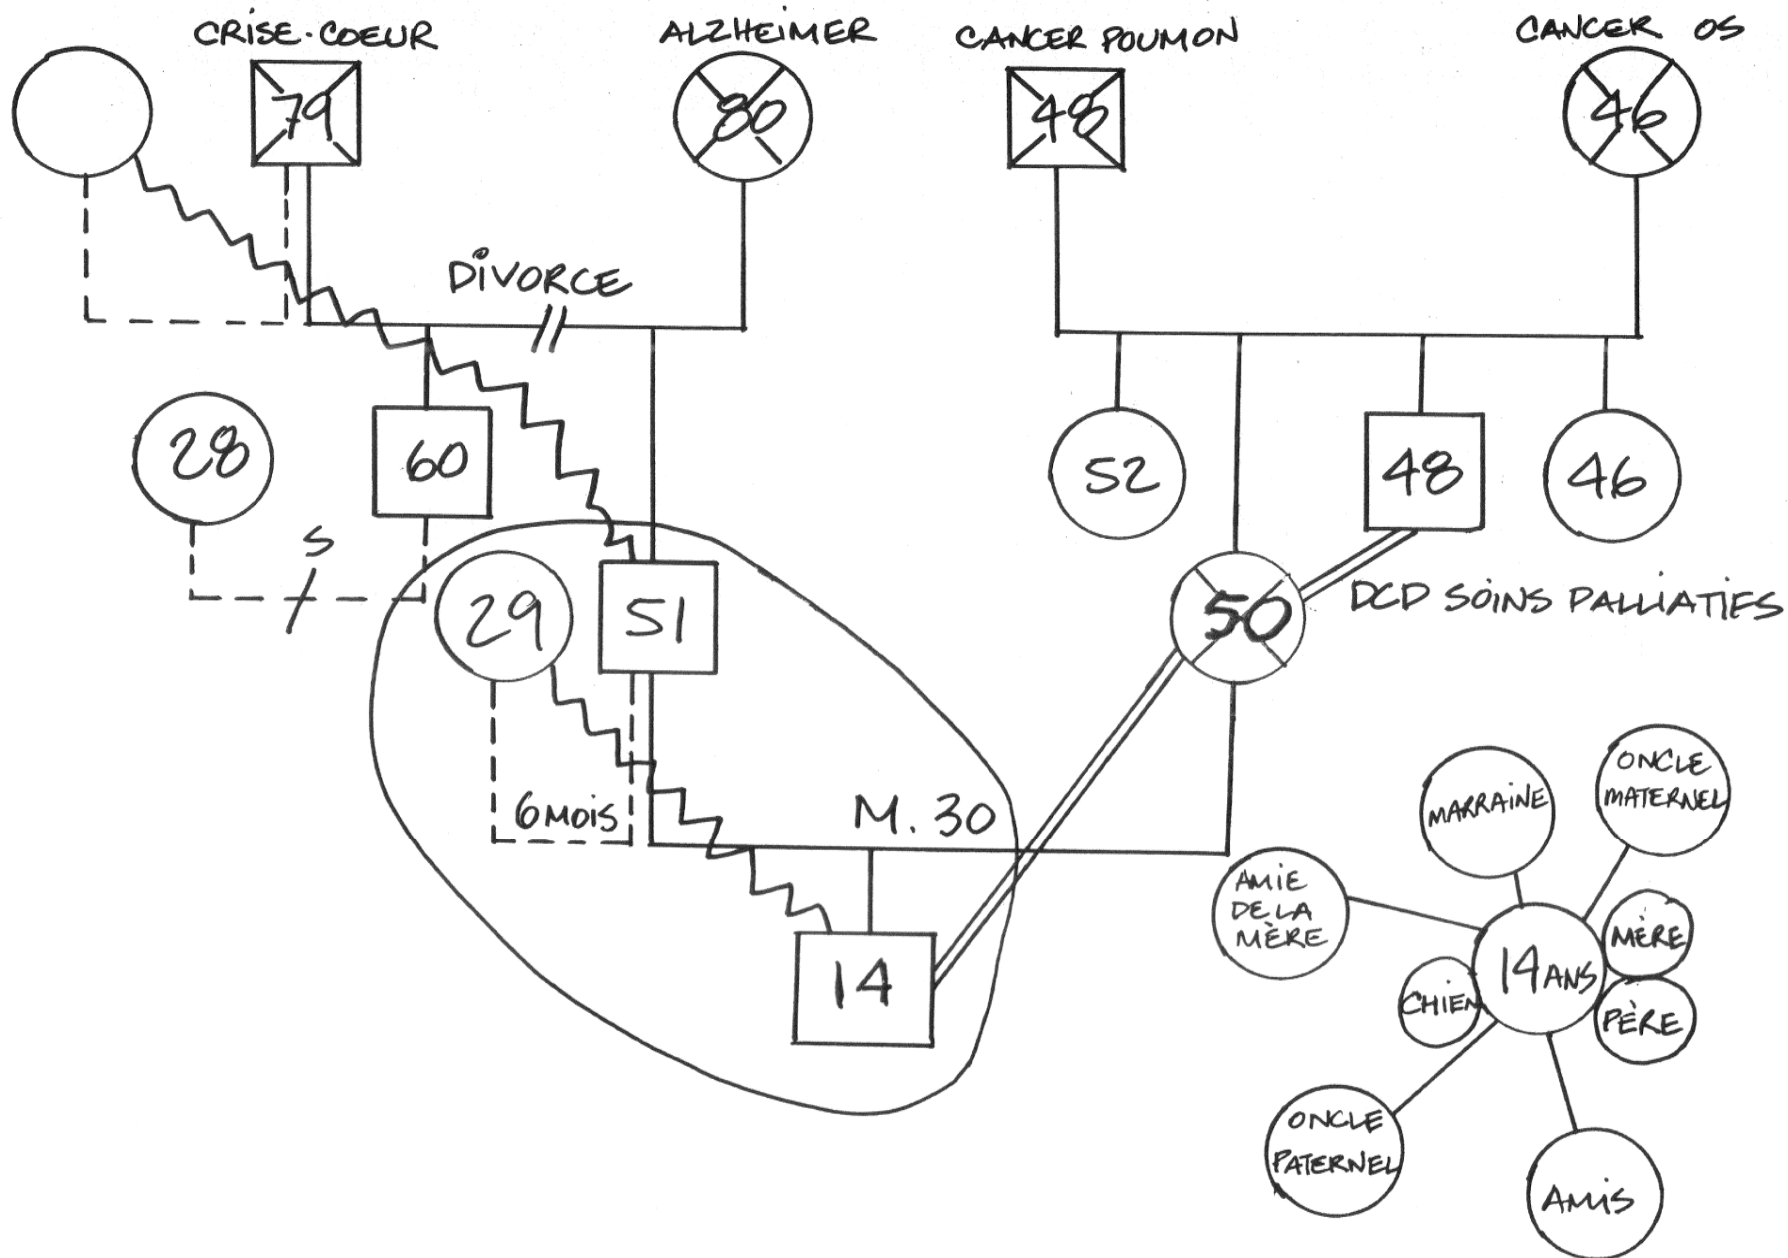 CRISE·COEUR
ALZHEIMER
CANCER POUMON
CANCER OS
79
80
48
46
DIVORCE
28
60
52
48
46
S
29
51
50
DCD SOINS PALLIATIFS
6 MOIS
M. 30
14
MARRAINE
ONCLE
MATERNEL
AMIE
DE LA
MÈRE
14 ANS
MÈRE
CHIEN
PÈRE
ONCLE
PATERNEL
AMIS